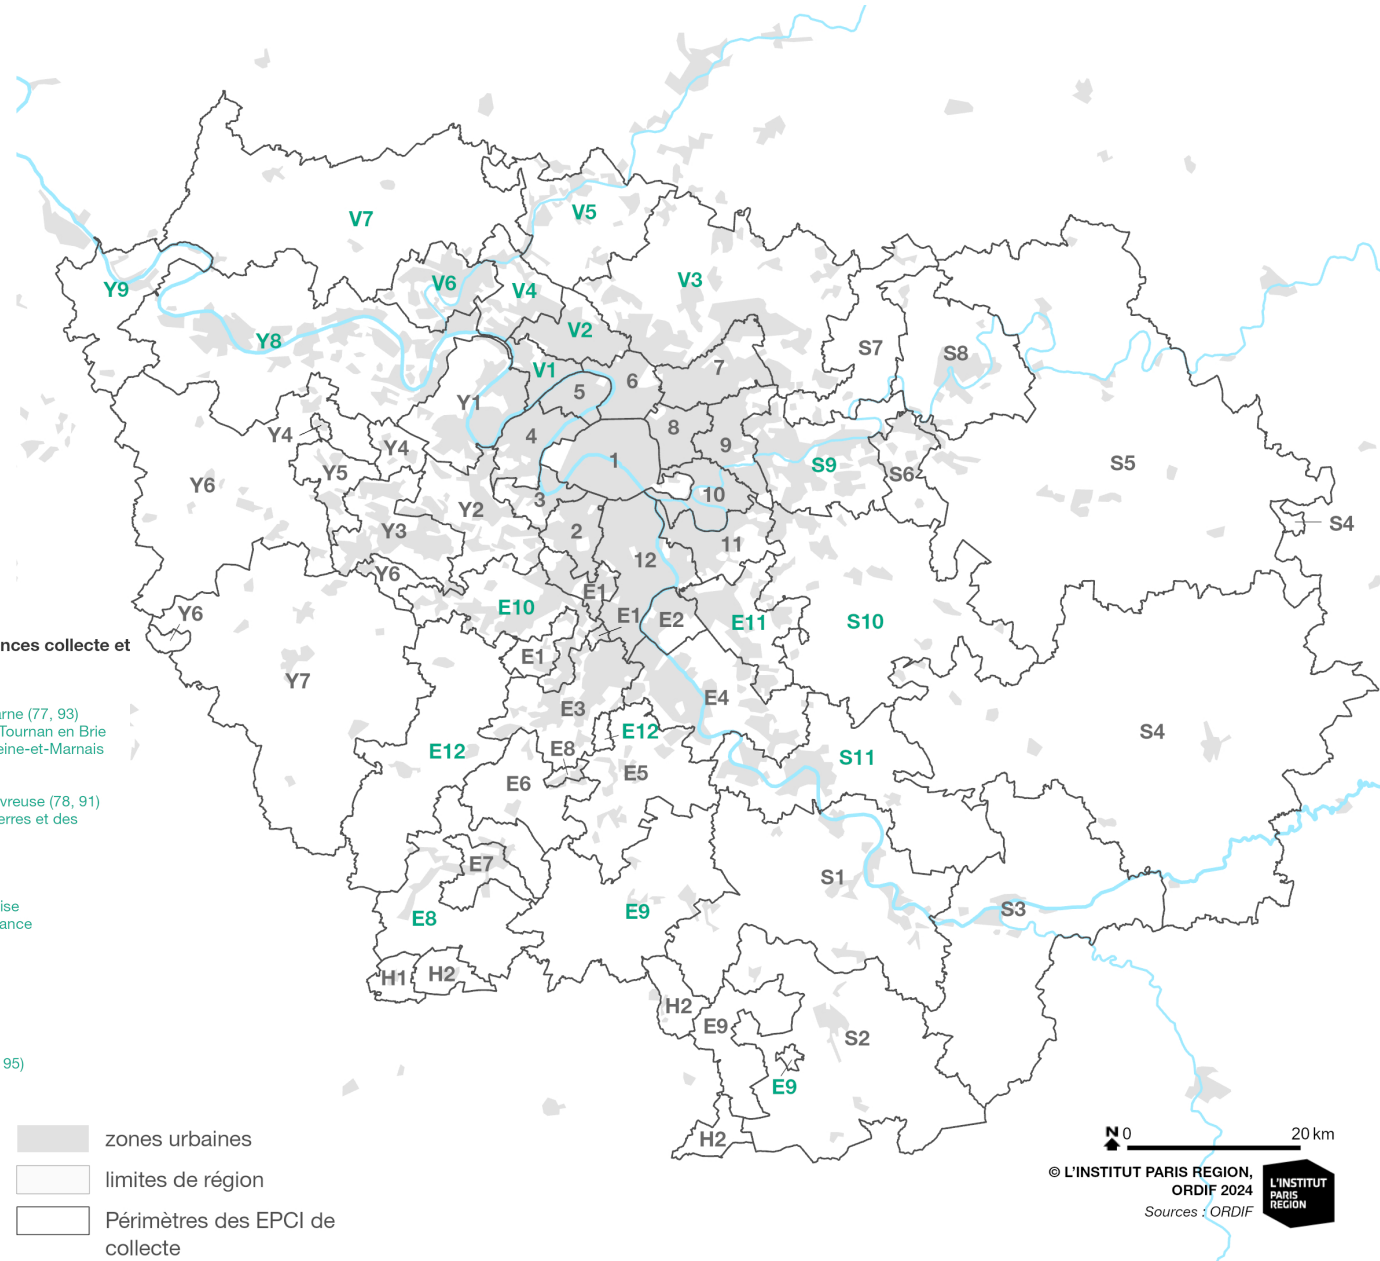 V7
V5
V3
Y9
V6
V4
V2
Y8
S7
S8
V1
7
6
5
Y1
4
8
9
Y4
Y4
1
S9
S6
S5
Y5
Y6
3
10
Y2
Y3
2
11
S4
12
Y6
E1
E10
Y6
E1
E2
E11
S10
nces collecte et
E1
Y7
E4
E3
arne (77, 93)
Tournan en Brie
eine-et-Marnais
E12
S4
E12
E8
S11
E5
E6
vreuse (78, 91)
erres et des
E7
S1
ise
ance
E8
E9
S3
H1
H2
H2
E9
S2
95)
E9
H2
zones urbaines
limites de région
Périmètres des EPCI de
collecte
N 0 20 km
© L'INSTITUT PARIS REGION,
ORDIF 2024
Sources : ORDIF
L'INSTITUT
PARIS
REGION